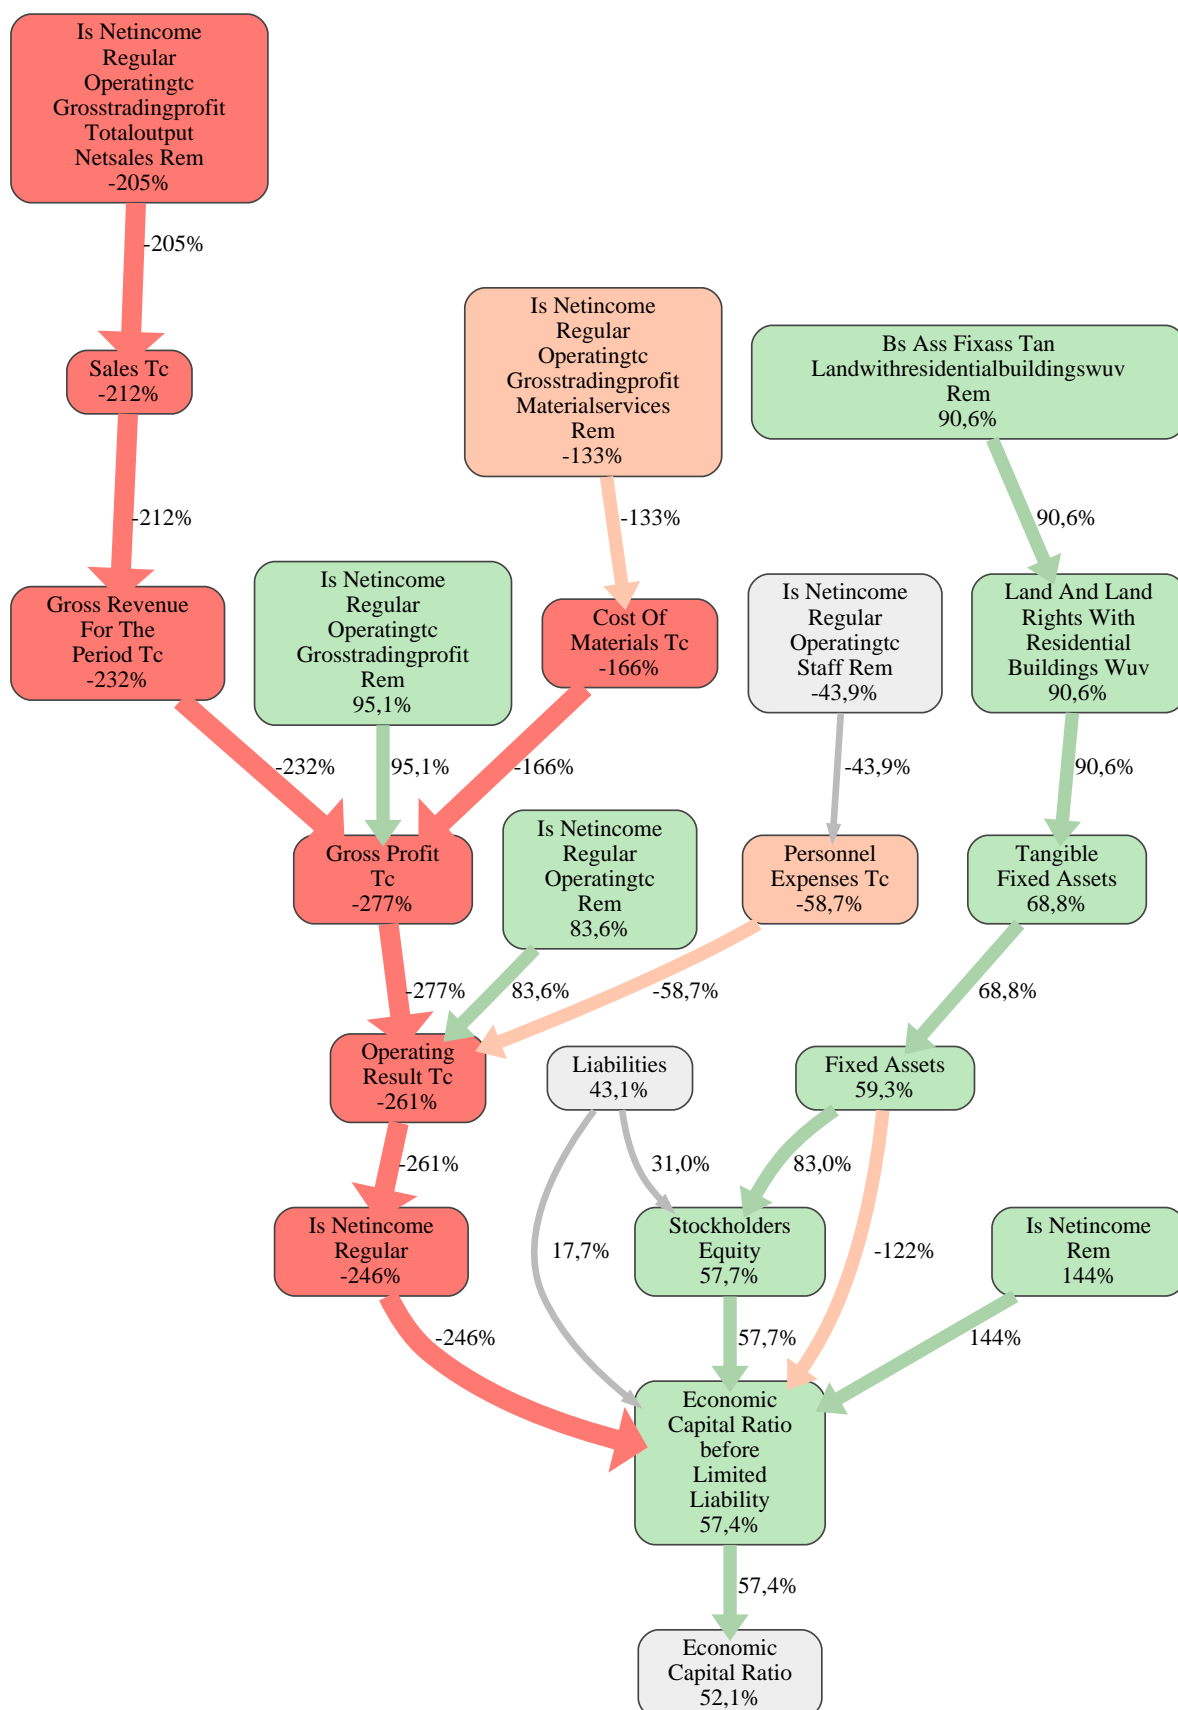 Is Netincome
Regular
Operatingtc
Grosstradingprofit
Totaloutput
Netsales Rem
-205%
-205%
Is Netincome
Regular
Operatingtc
Grosstradingprofit
Materialservices
Rem
-133%
Bs Ass Fixass Tan
Landwithresidentialbuildingswuv
Rem
90,6%
Sales Tc
-212%
-212%
-133%
90,6%
Gross Revenue
For The
Period Tc
-232%
Is Netincome
Regular
Operatingtc
Grosstradingprofit
Rem
95,1%
Cost Of
Materials Tc
-166%
Is Netincome
Regular
Operatingtc
Staff Rem
-43,9%
Land And Land
Rights With
Residential
Buildings Wuv
90,6%
-232%
95,1%
-166%
-43,9%
90,6%
Gross Profit
Tc
-277%
Is Netincome
Regular
Operatingtc
Rem
83,6%
Personnel
Expenses Tc
-58,7%
Tangible
Fixed Assets
68,8%
-277%
83,6%
-58,7%
68,8%
Operating
Result Tc
-261%
Liabilities
43,1%
Fixed Assets
59,3%
-261%
31,0%
83,0%
Is Netincome
Regular
-246%
17,7%
Stockholders
Equity
57,7%
-122%
Is Netincome
Rem
144%
-246%
57,7%
144%
Economic
Capital Ratio
before
Limited
Liability
57,4%
57,4%
Economic
Capital Ratio
52,1%